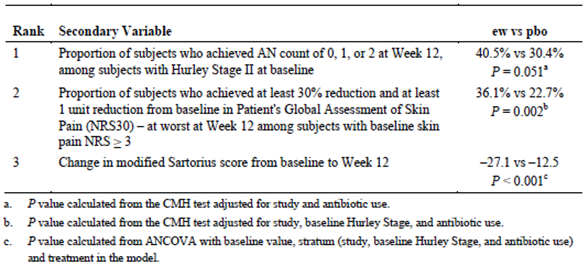 Rank Secondary Variable ew vs pbo
1 Proportion of subjects who achieved AN count of 0, 1, or 2 at Week 12, 40.5% vs 30.4%
among subjects with Hurley Stage II at baseline P = 0.051a
2 Proportion of subjects who achieved at least 30% reduction and at least 36.1% vs 22.7%
1 unit reduction from baseline in Patient's Global Assessment of Skin P = 0.002b
Pain (NRS30) – at worst at Week 12 among subjects with baseline skin
pain NRS ≥ 3
3 Change in modified Sartorius score from baseline to Week 12 –27.1 vs –12.5
P < 0.001c
a. P value calculated from the CMH test adjusted for study and antibiotic use.
b. P value calculated from the CMH test adjusted for study, baseline Hurley Stage, and antibiotic use.
c. P value calculated from ANCOVA with baseline value, stratum (study, baseline Hurley Stage, and antibiotic use)
and treatment in the model.